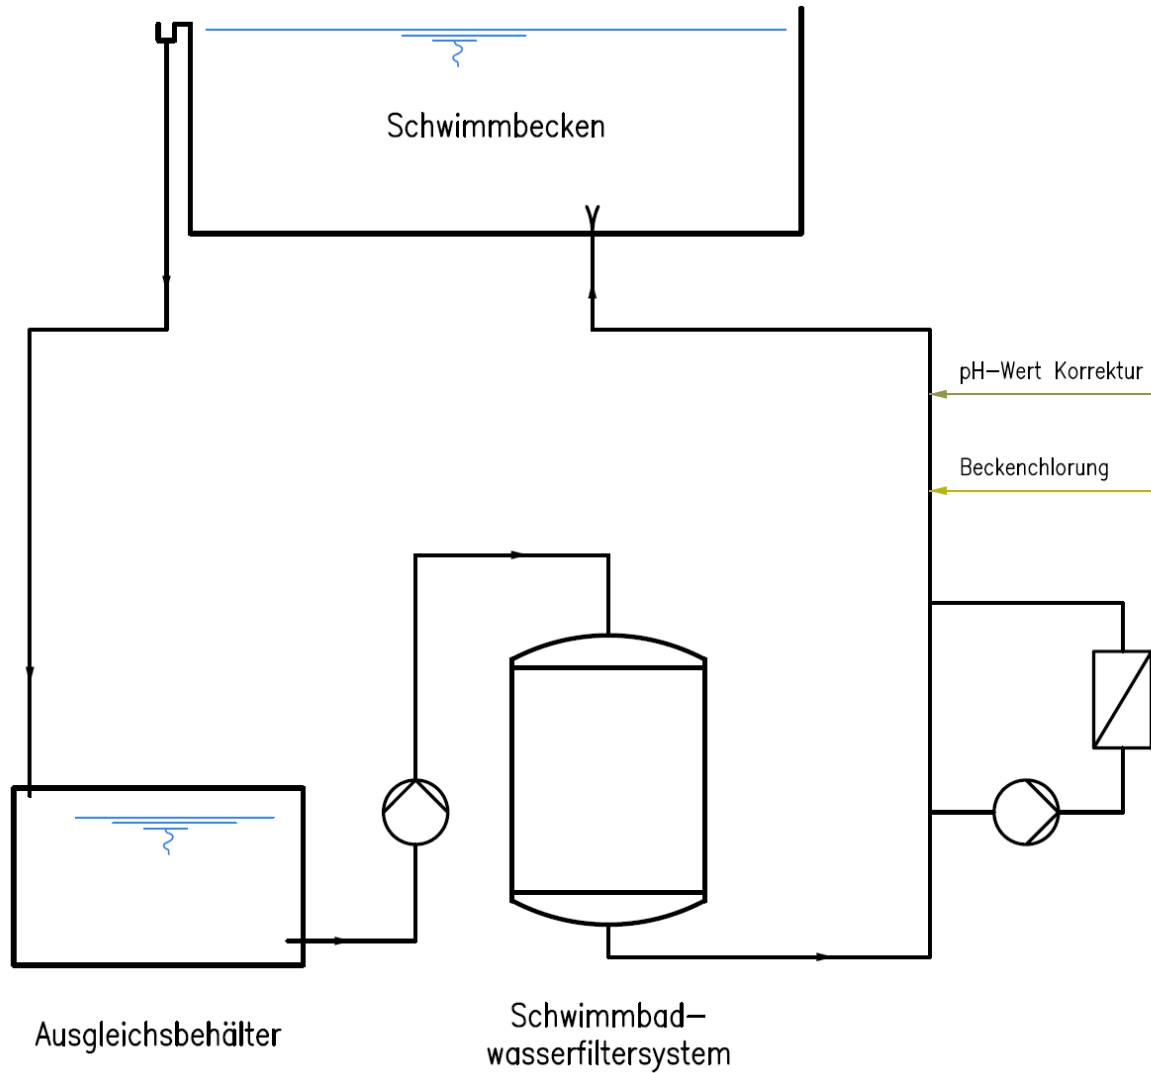 Schwimmbecken
pH-Wert Korrektur
Beckenchlorung
Ausgleichsbehälter
Schwimmbad-
wasserfiltersystem